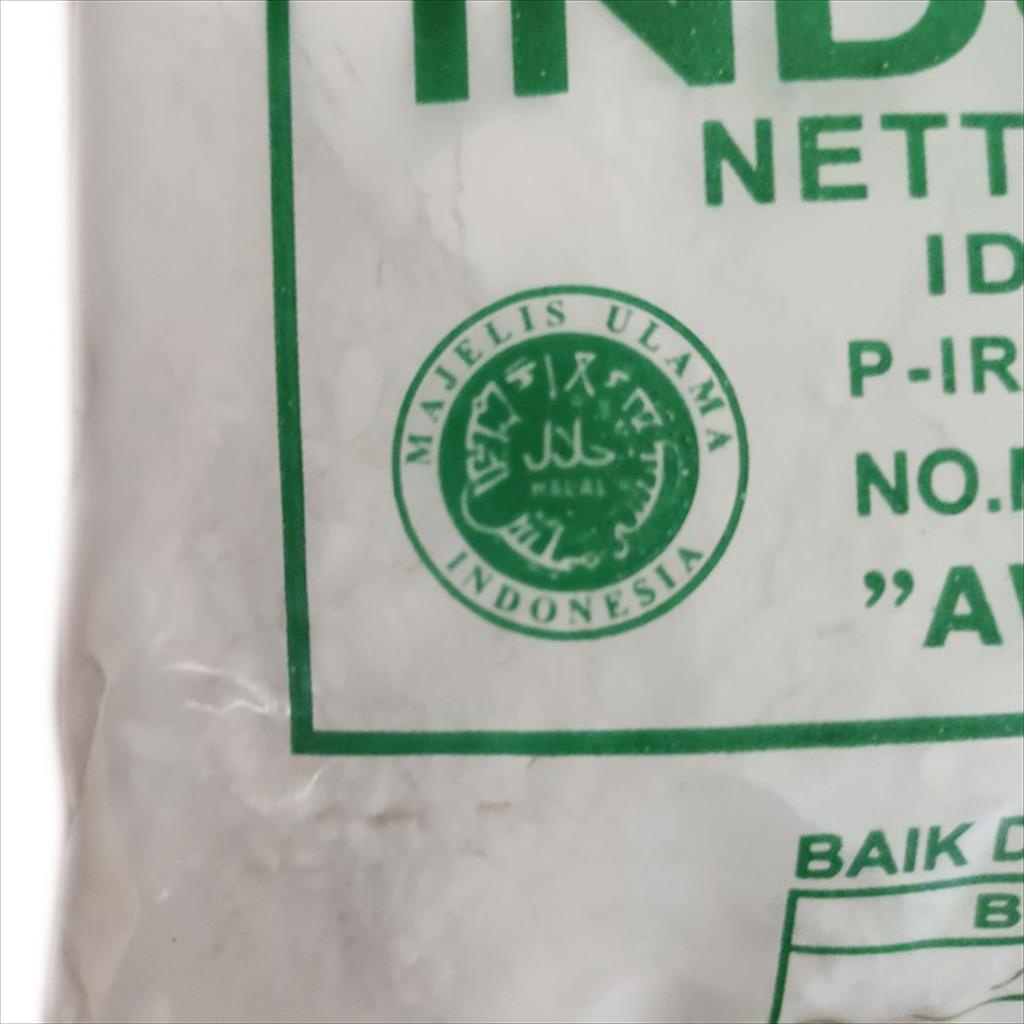 NETT
ID
P-IR
NO.
"A
MAJELIS ULAMA
حلال
HALAL
INDONESIA
BAIK D
B